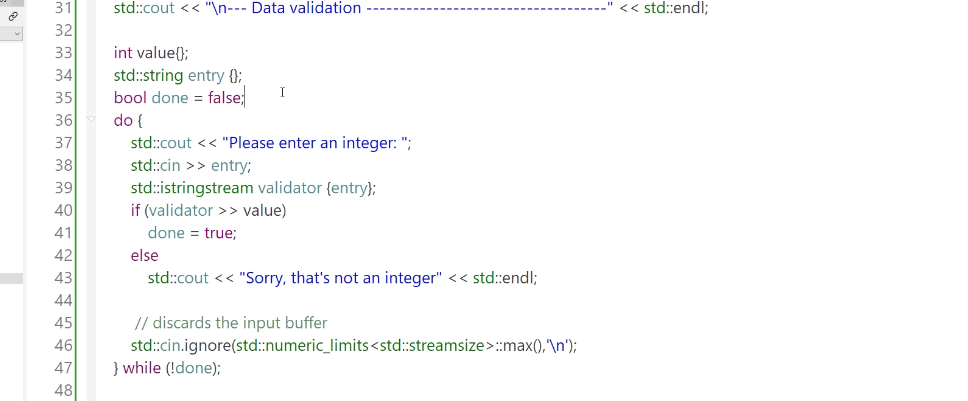 31 std::cout << "\n--- Data validation ------------------------------------" << std::endl;
32
33 int value{};
34 std::string entry {};
35 bool done = false;
36 do {
37 std::cout << "Please enter an integer: ";
38 std::cin >> entry;
39 std::istringstream validator {entry};
40 if (validator >> value)
41 done = true;
42 else
43 std::cout << "Sorry, that's not an integer" << std::endl;
44
45 // discards the input buffer
46 std::cin.ignore(std::numeric_limits<std::streamsize>::max(),'\n');
47 } while (!done);
48